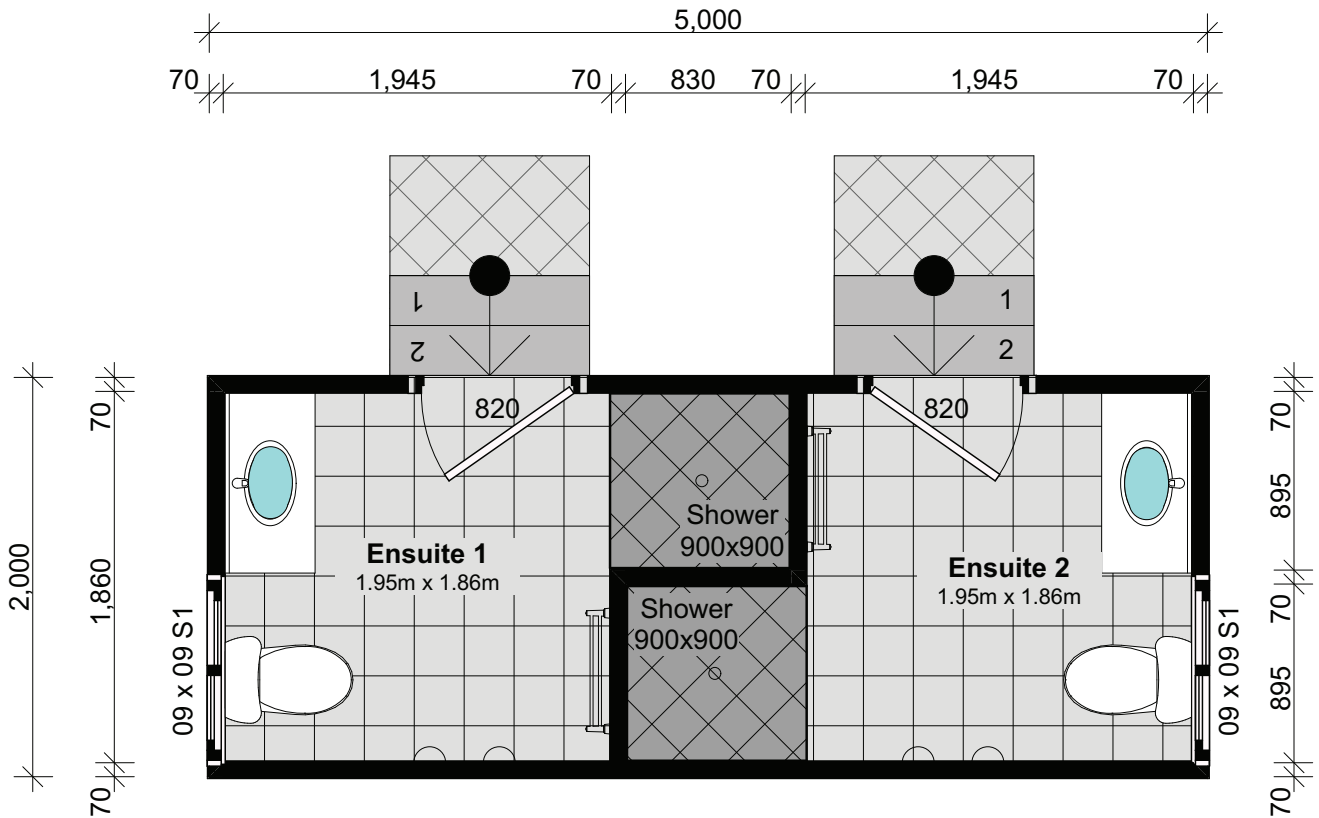 5,000
70 1,945 70 830 70 1,945 70
1 1
2 2
820 820
Shower
900x900
Ensuite 1
1.95m x 1.86m
Ensuite 2
1.95m x 1.86m
Shower
900x900
2,000
70
1,860
70
09 x 09 S1
09 x 09 S1
70
895
70
895
70